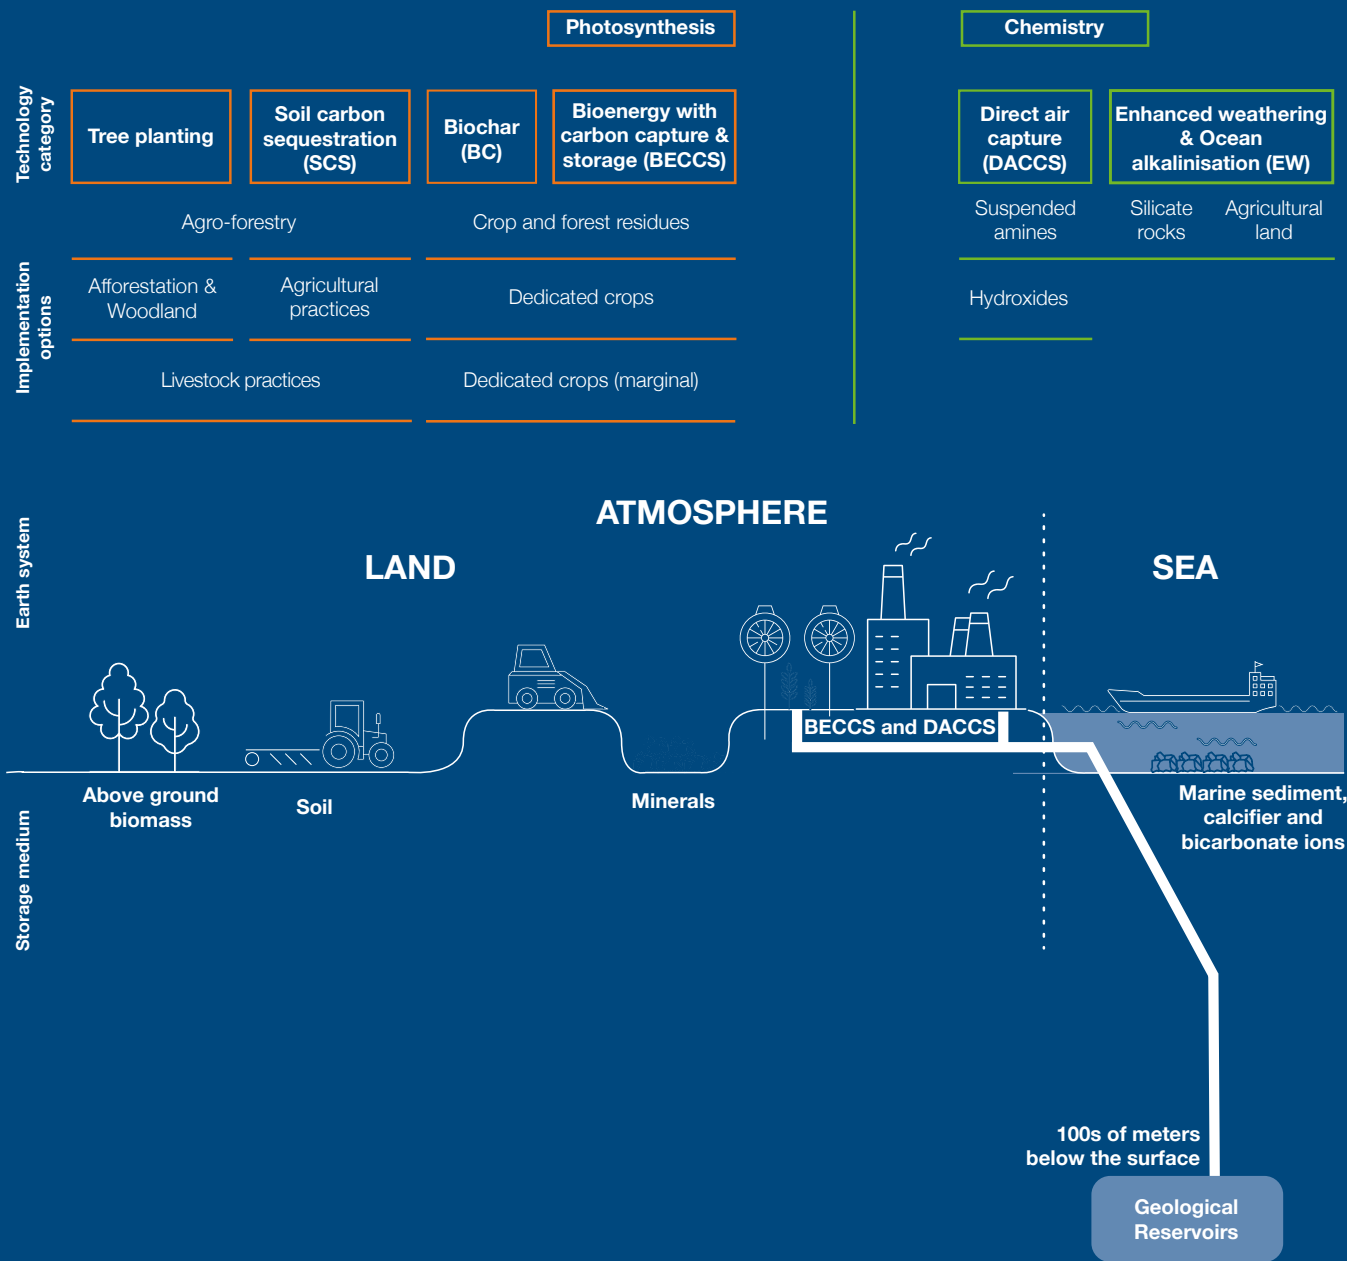 Photosynthesis
Chemistry
Technology
category
Tree planting
Soil carbon
sequestration
(SCS)
Biochar
(BC)
Bioenergy with
carbon capture &
storage (BECCS)
Direct air
capture
(DACCS)
Enhanced weathering
& Ocean
alkalinisation (EW)
Implementation
options
Agro-forestry
Crop and forest residues
Suspended
amines
Silicate
rocks
Agricultural
land
Afforestation &
Woodland
Agricultural
practices
Dedicated crops
Hydroxides
Livestock practices
Dedicated crops (marginal)
Earth system
ATMOSPHERE
LAND
SEA
BECCS and DACCS
Storage medium
Above ground
biomass
Soil
Minerals
Marine sediment,
calcifier and
bicarbonate ions
100s of meters
below the surface
Geological
Reservoirs